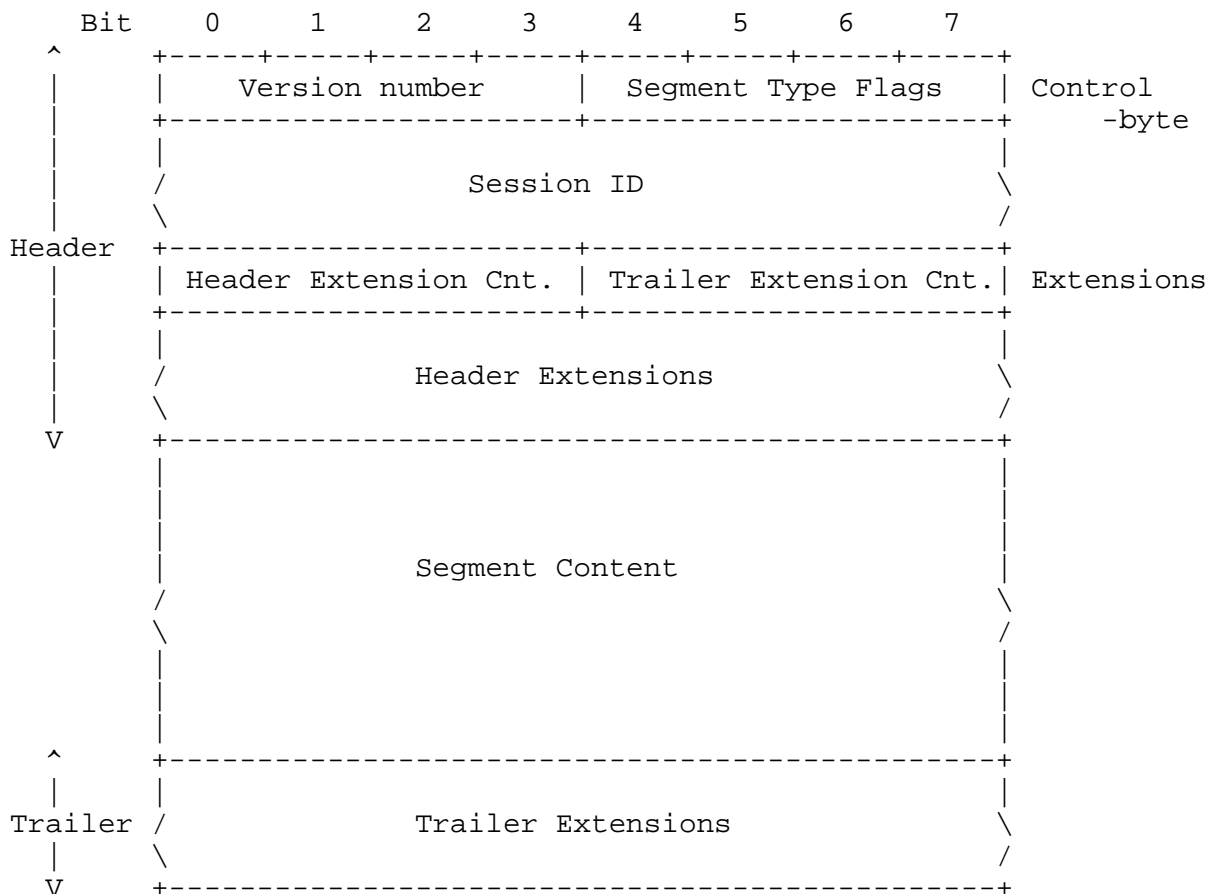 Bit 0 1 2 3 4 5 6 7
Version number Segment Type Flags Control
-byte
Session ID
Header
Header Extension Cnt. Trailer Extension Cnt. Extensions
Header Extensions
V
Segment Content
Trailer Trailer Extensions
V